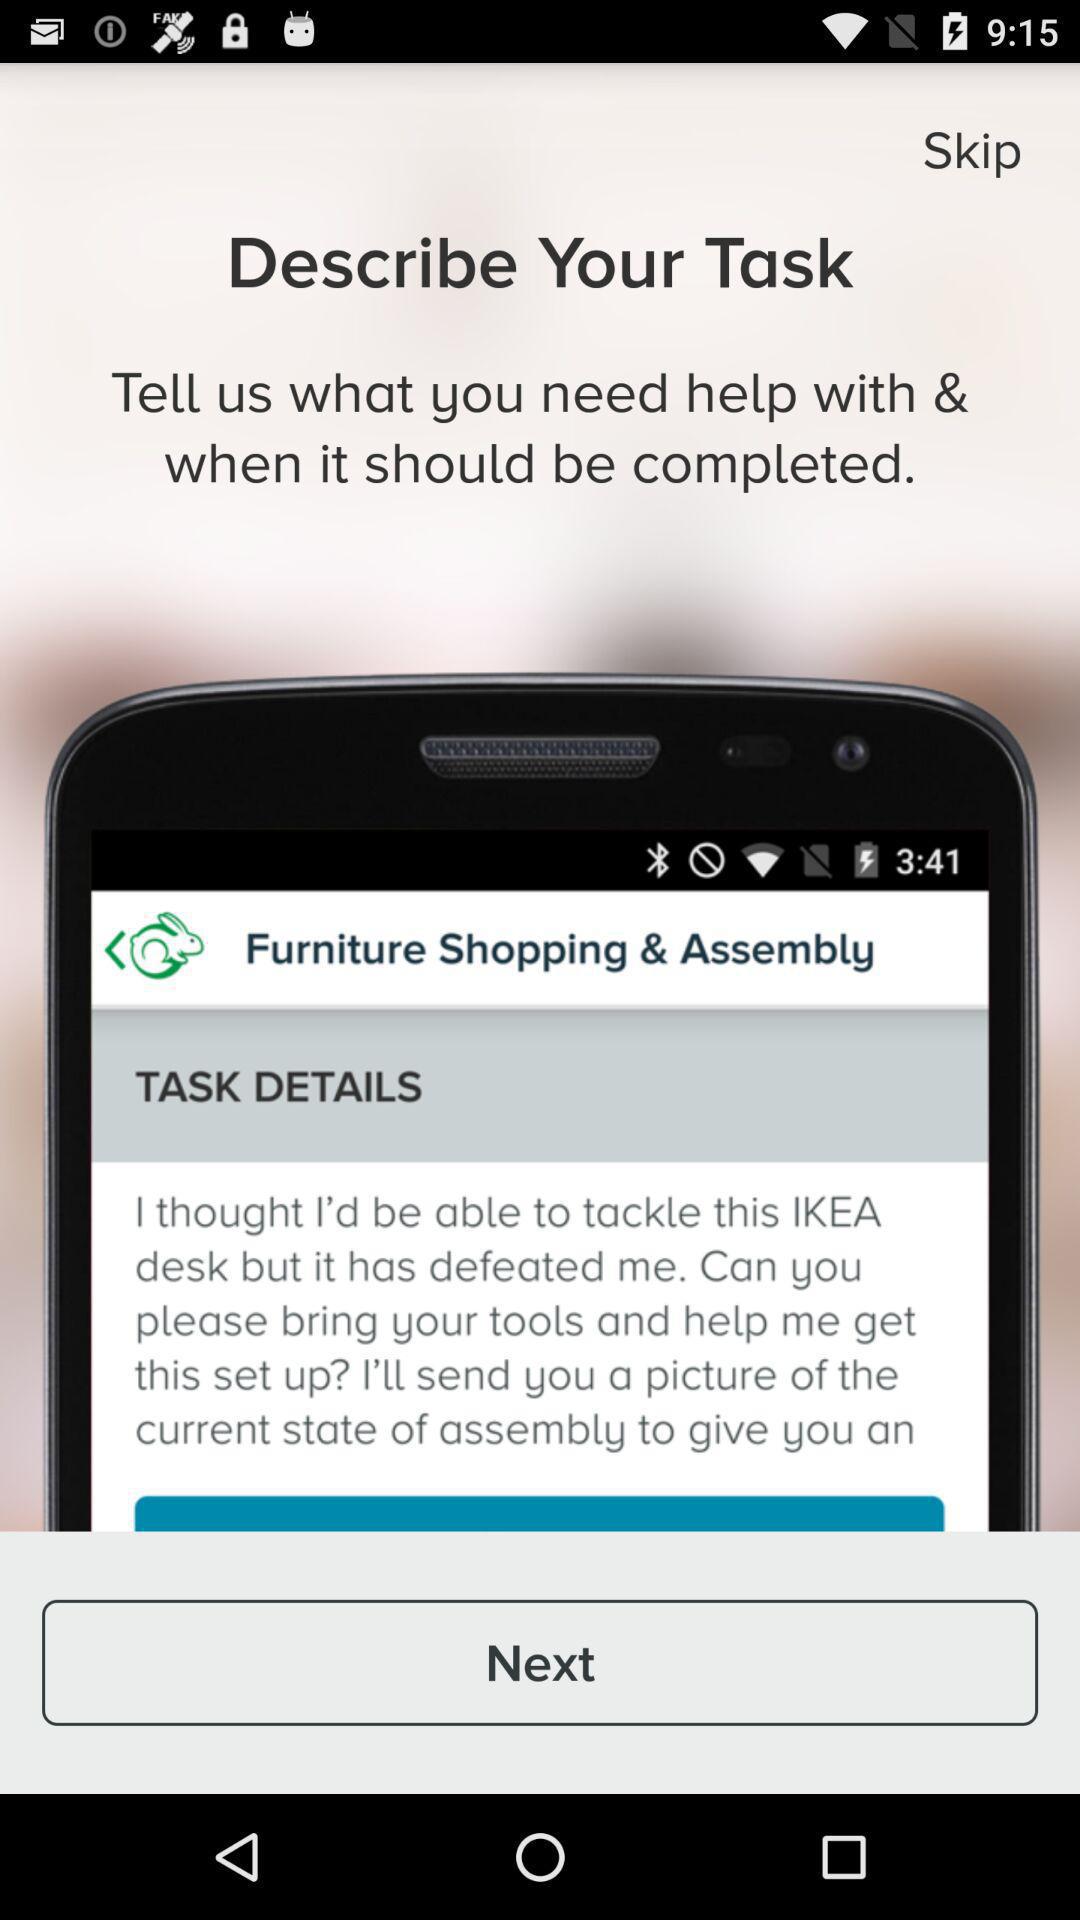 FAKE
9:15
Skip
Describe Your Task
Tell us what you need help with &
when it should be completed.
3:41
Furniture Shopping & Assembly
TASK DETAILS
I thought I'd be able to tackle this IKEA
desk but it has defeated me. Can you
please bring your tools and help me get
this set up? I'll send you a picture of the
current state of assembly to give you an
Next